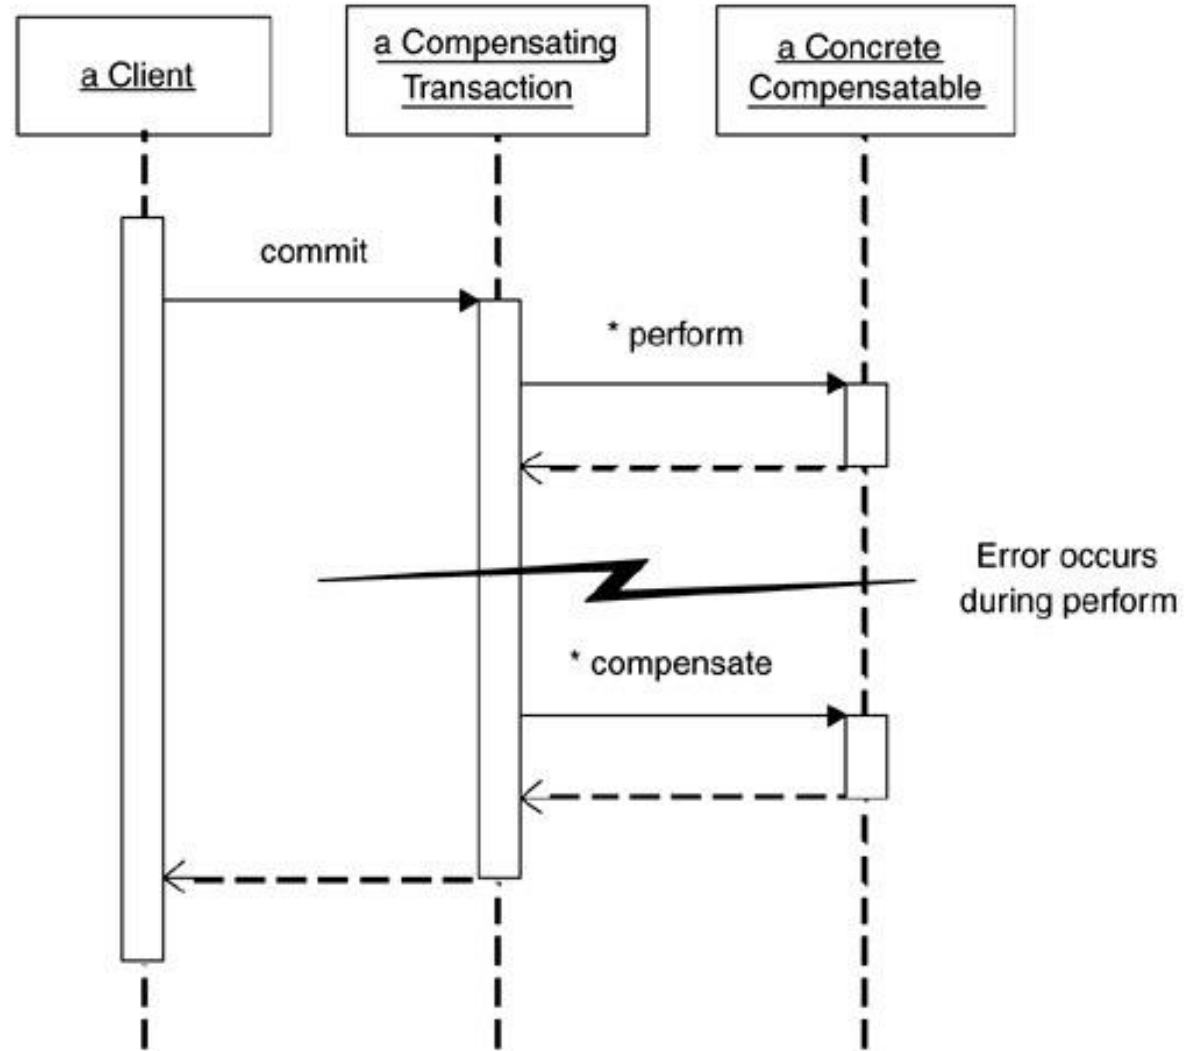 a Client
a Compensating
Transaction
a Concrete
Compensatable
commit
* perform
Error occurs
during perform
* compensate